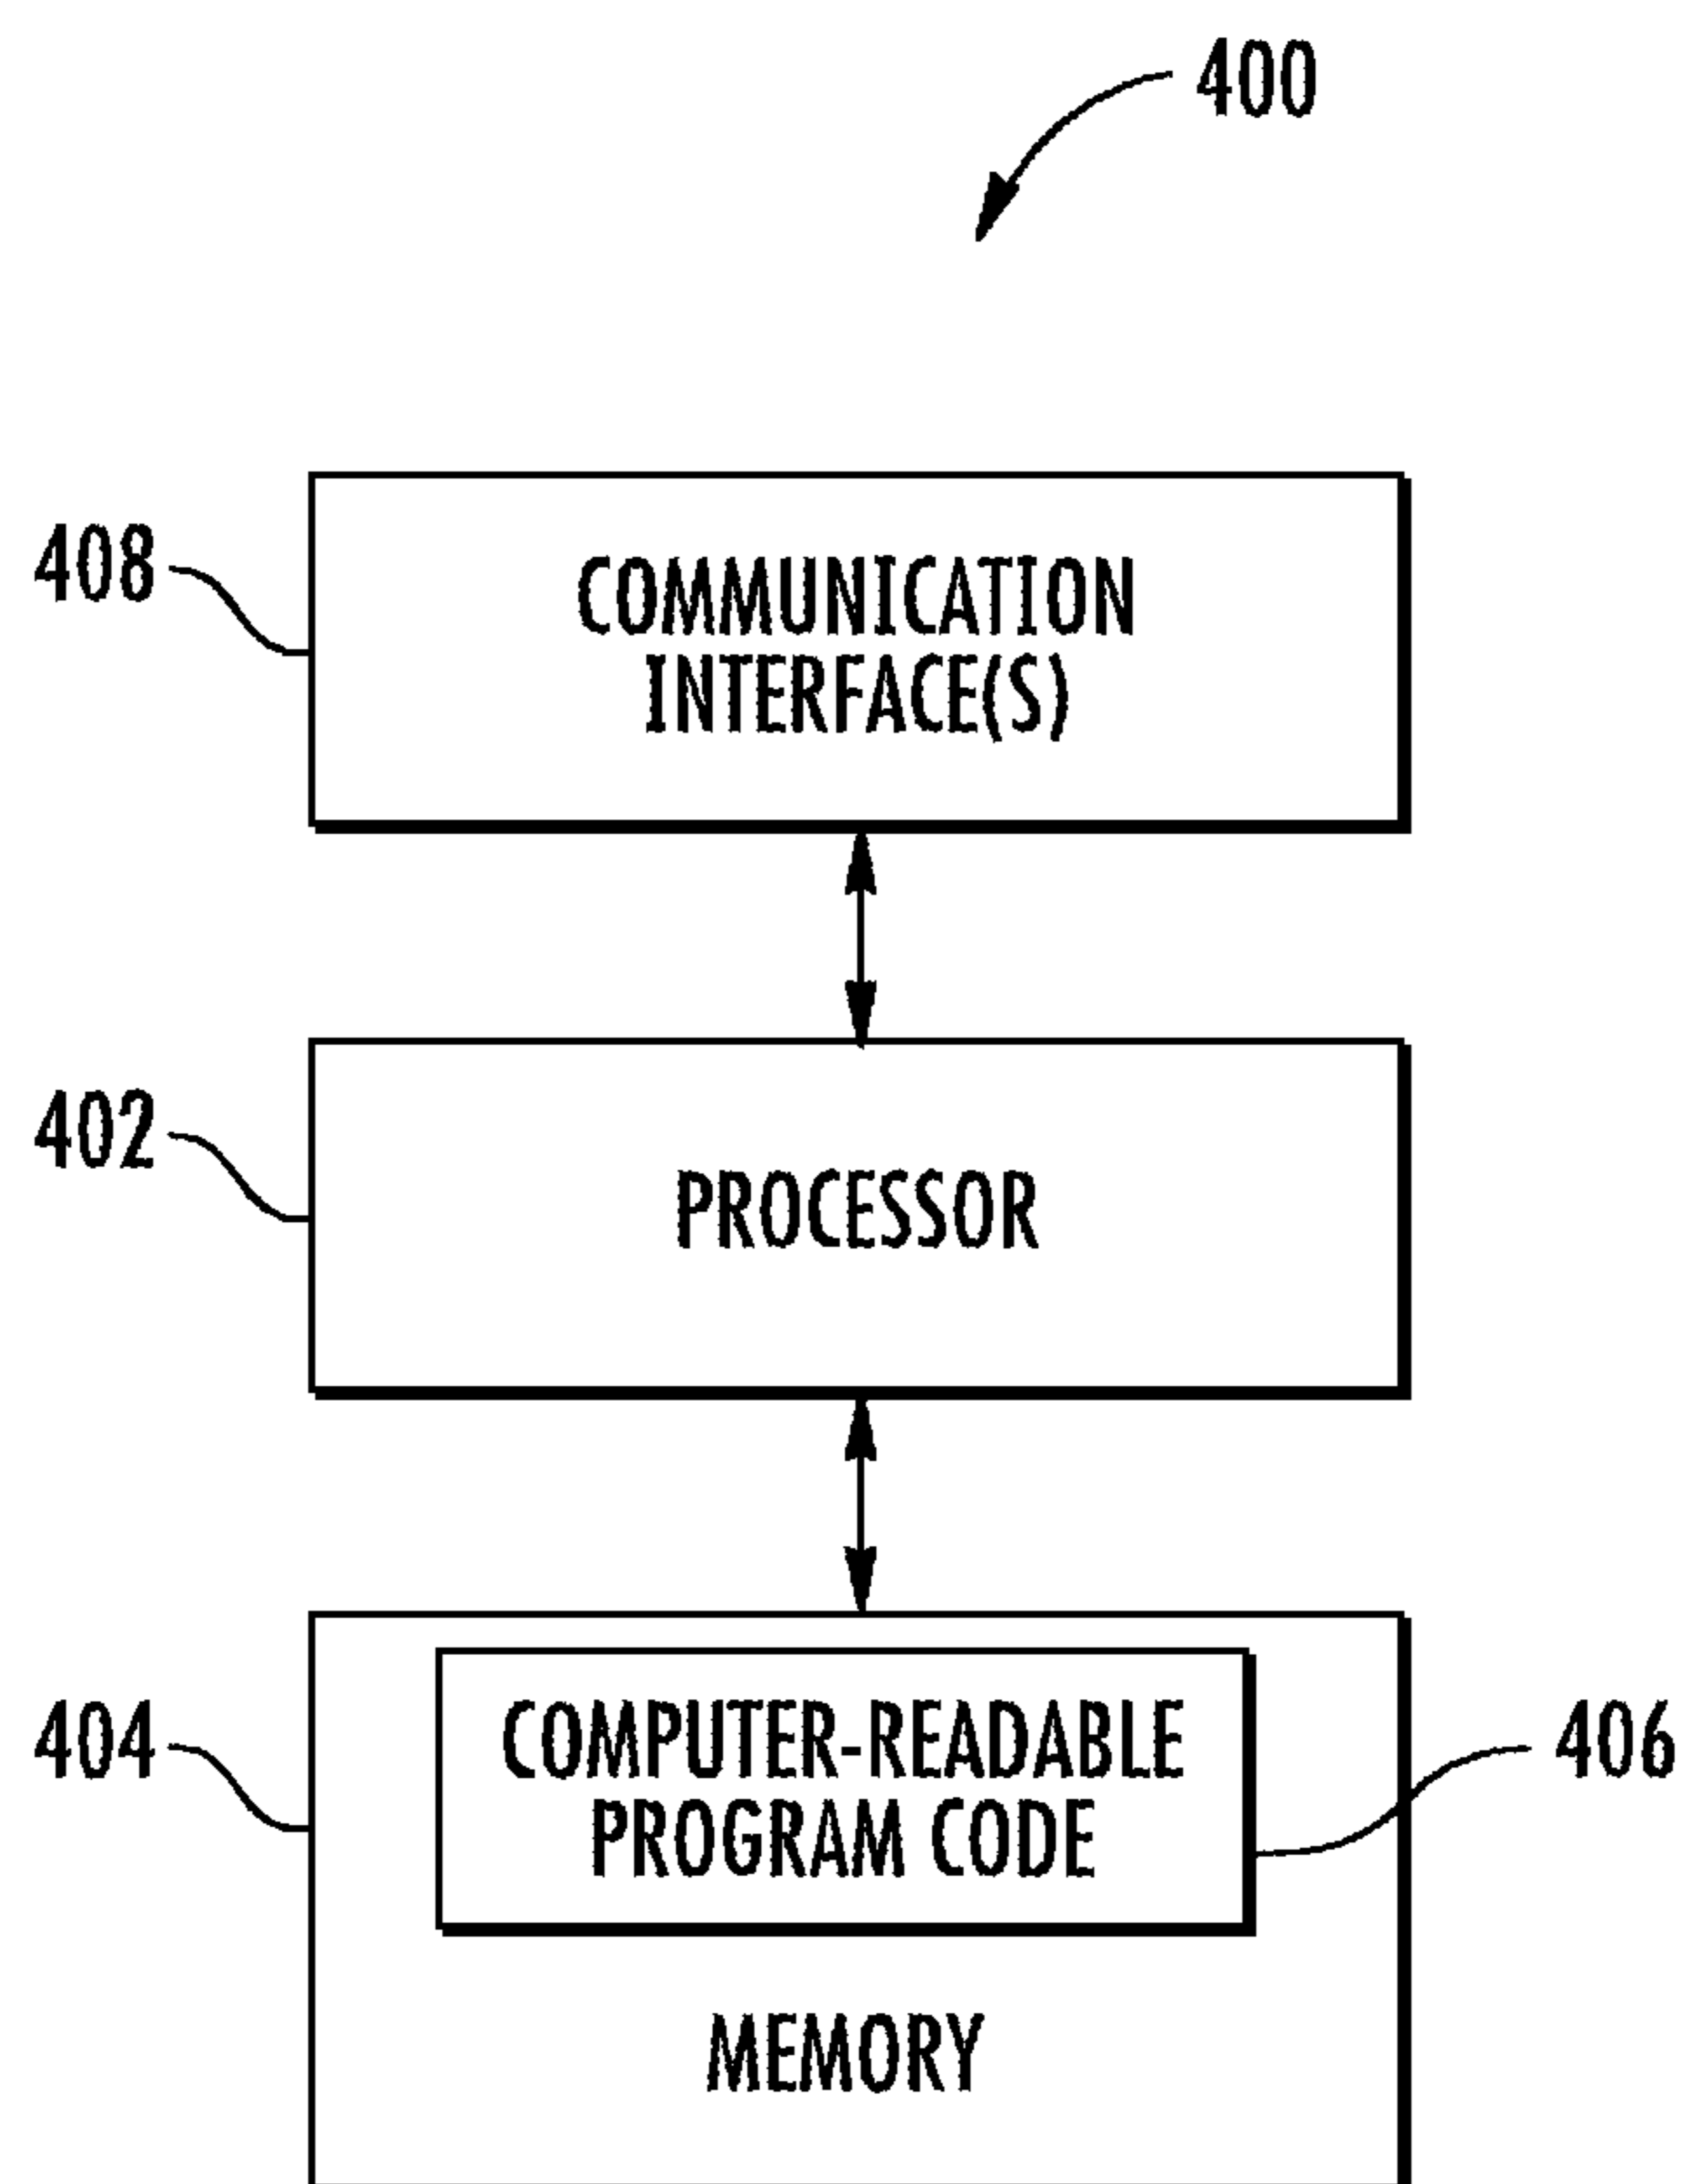 400
408
COMMUNICATION
INTERFACE(S)
402
PROCESSOR
404
COMPUTER-READABLE
PROGRAM CODE
406
MEMORY